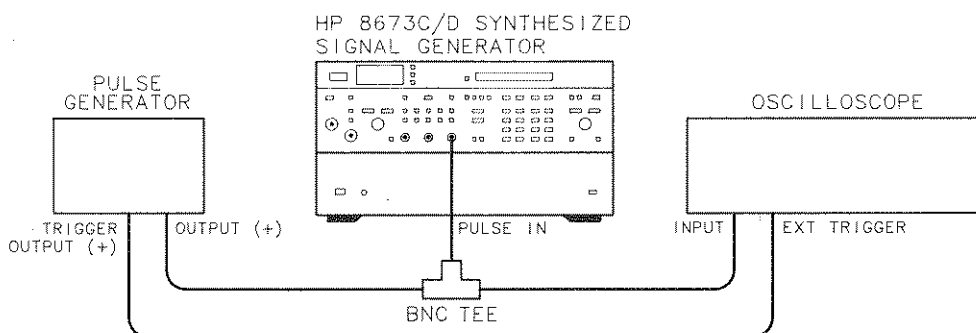 HP 8673C/D SYNTHESIZED
SIGNAL GENERATOR
PULSE
GENERATOR
OSCILLOSCOPE
TRIGGER
OUTPUT (+)
OUTPUT (+)
PULSE IN
INPUT
EXT TRIGGER
BNC TEE